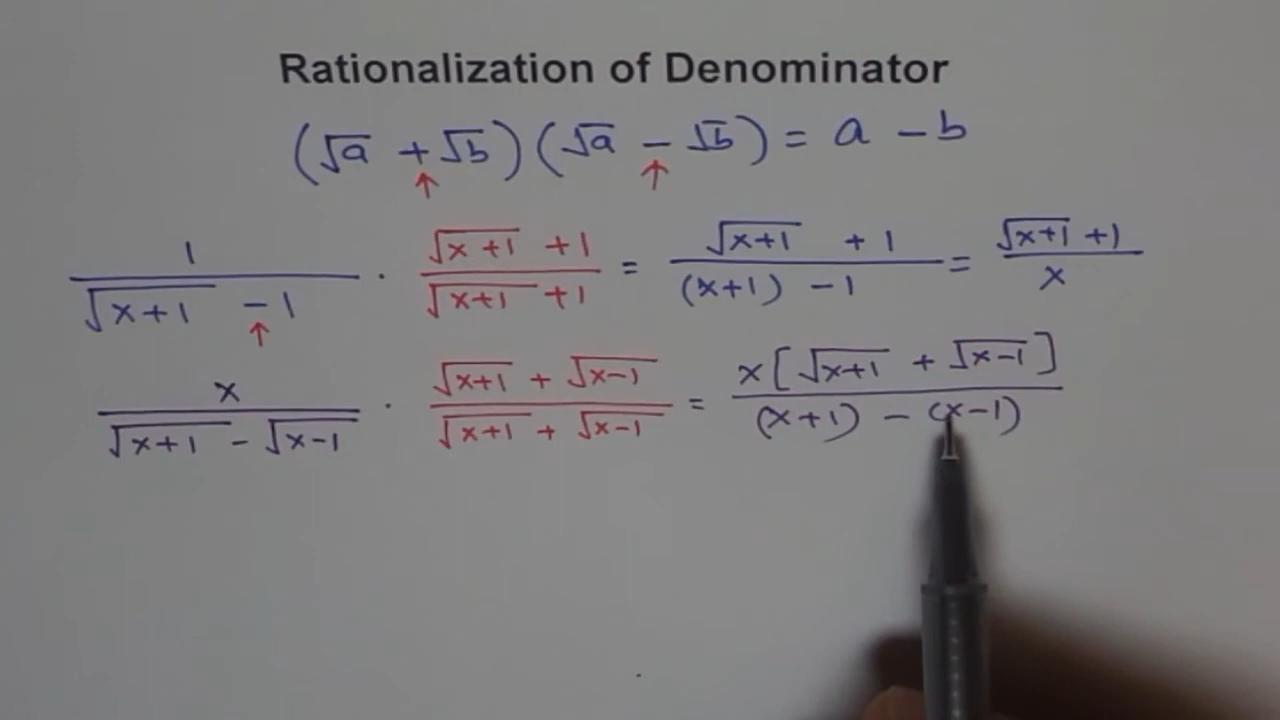 Rationalization of Denominator
(√a + √b)(√a - √b) = a - b
↑ ↑
1/(√(x+1) - 1) · (√(x+1) + 1)/(√(x+1) + 1) = (√(x+1) + 1)/((x+1) - 1) = (√(x+1) + 1)/x
↑
x/(√(x+1) - √(x-1)) · (√(x+1) + √(x-1))/(√(x+1) + √(x-1)) = x[√(x+1) + √(x-1)]/((x+1) - (x-1))